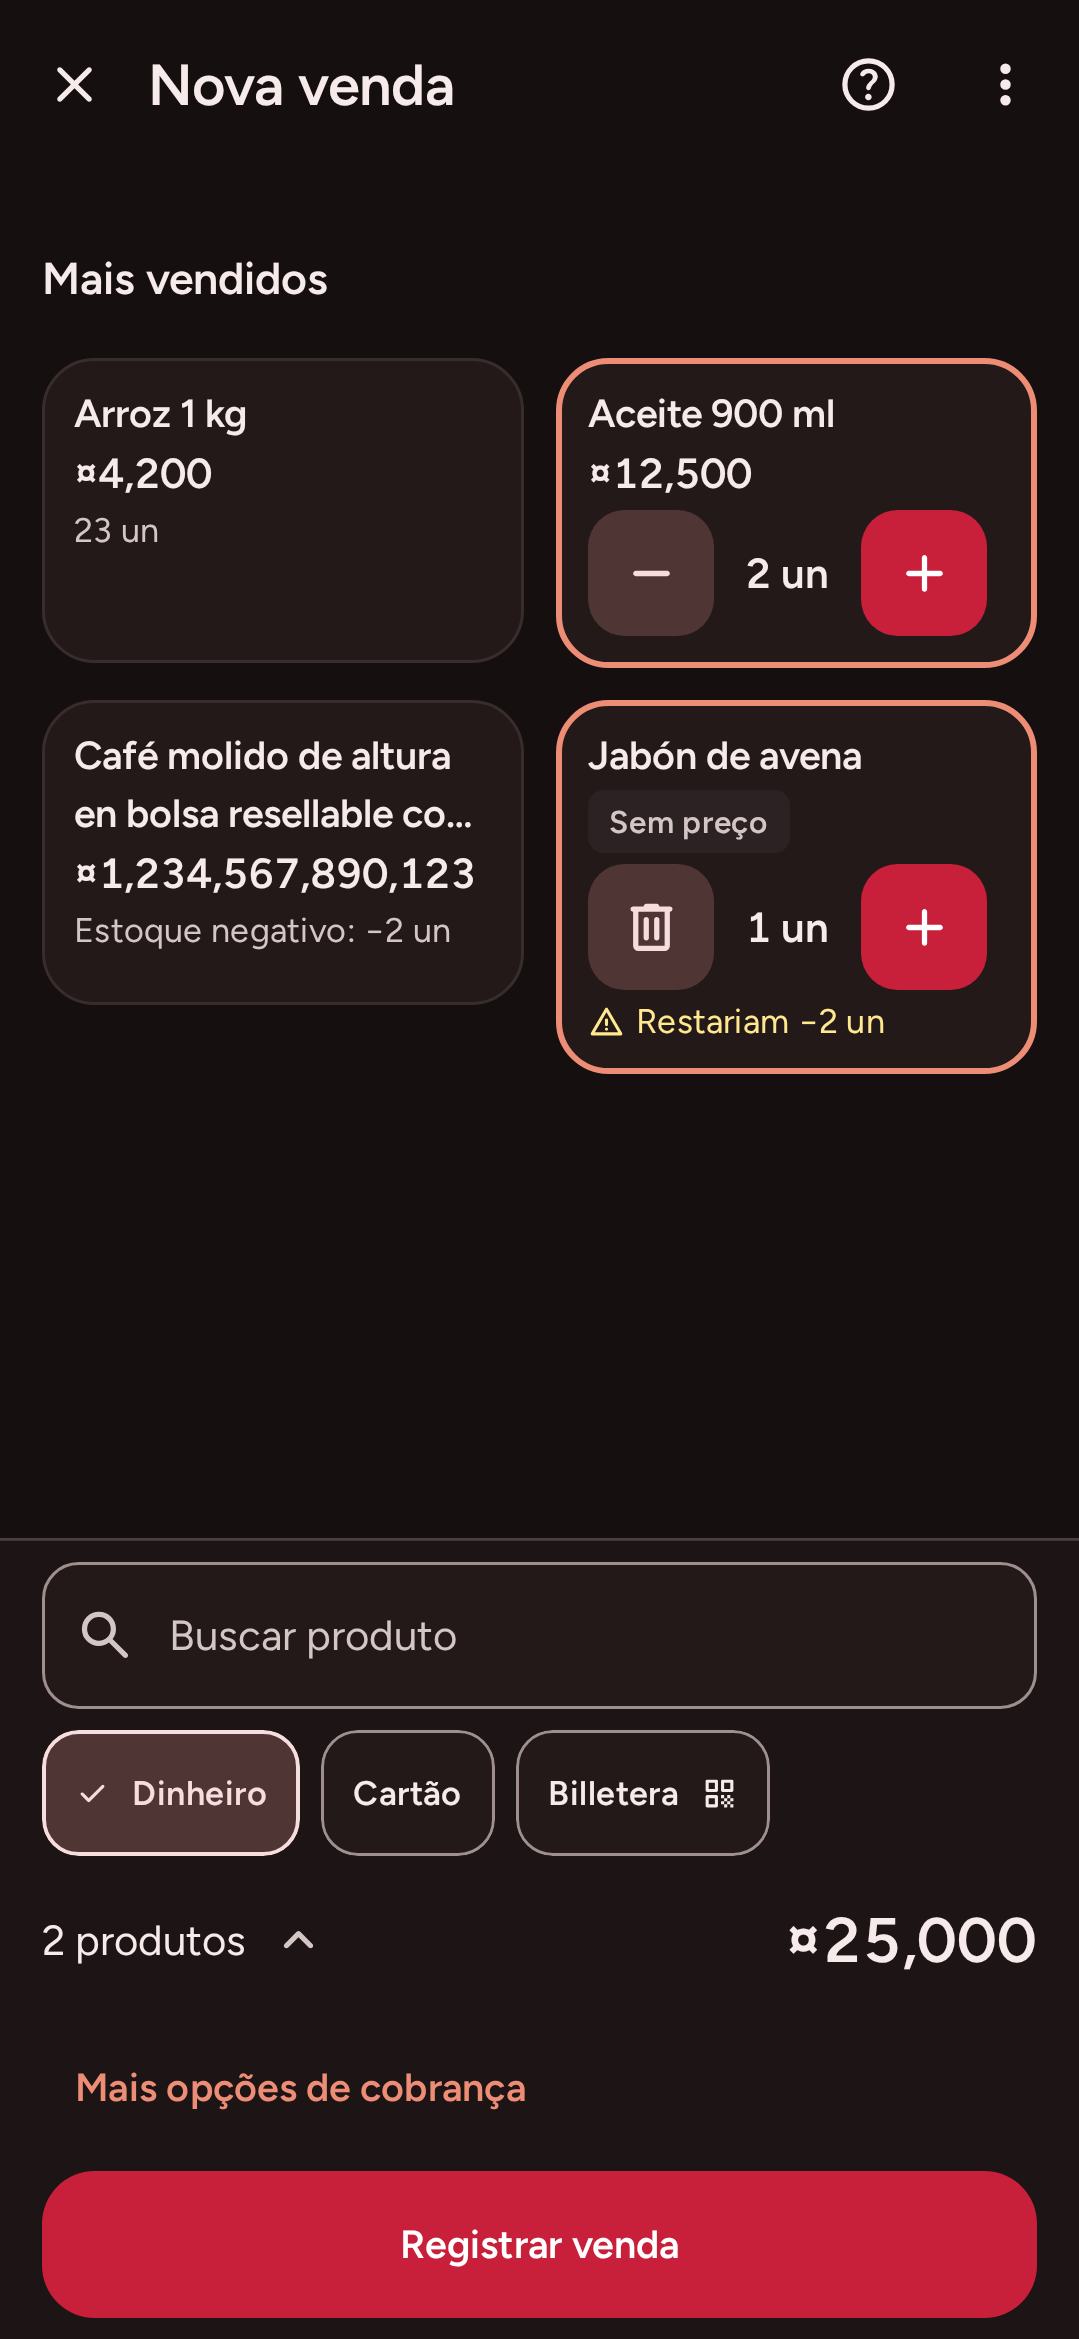 Nova venda
Mais vendidos
Arroz 1 kg
¤4,200
23 un
Aceite 900 ml
¤12,500
2 un
Café molido de altura
en bolsa resellable co...
¤1,234,567,890,123
Estoque negativo: −2 un
Jabón de avena
Sem preço
1 un
Restariam −2 un
Buscar produto
Dinheiro
Cartão
Billetera
2 produtos
¤25,000
Mais opções de cobrança
Registrar venda